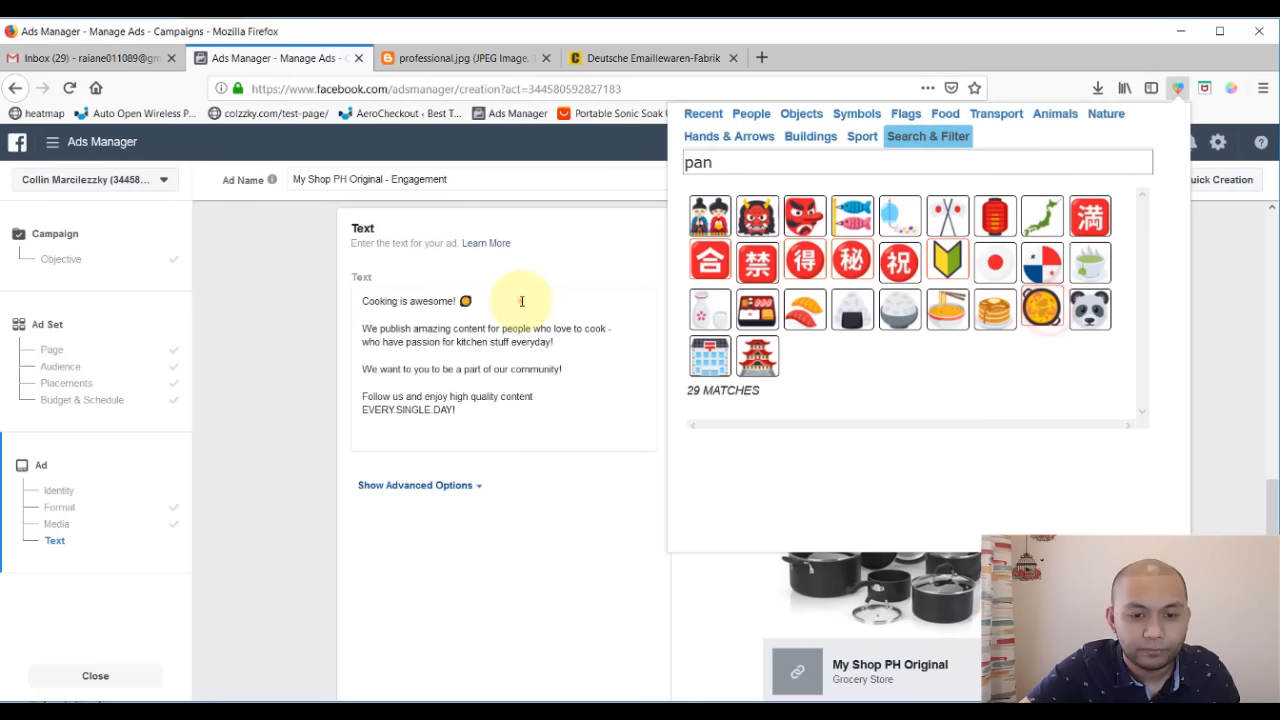 Ads Manager - Manage Ads - Campaigns - Mozilla Firefox
Inbox (29) - raiane011089@gm
Ads Manager - Manage Ads - C
professional.jpg (JPEG Image,
Deutsche Emaillewaren-Fabrik
https://www.facebook.com/adsmanager/creation?act=344580592827183
heatmap
Auto Open Wireless P...
colzzky.com/test-page/
AeroCheckout ‹ Best T...
Ads Manager
Portable Sonic Soak U
Ads Manager
Collin Marcilezzky (34458...
Ad Name
My Shop PH Original - Engagement
Quick Creation
Recent People Objects Symbols Flags Food Transport Animals Nature
Hands & Arrows Buildings Sport Search & Filter
pan
満
合 禁 得 秘 祝
29 MATCHES
Campaign
Objective
Ad Set
Page
Audience
Placements
Budget & Schedule
Ad
Identity
Format
Media
Text
Close
Text
Enter the text for your ad. Learn More
Text
Cooking is awesome! 🥘
We publish amazing content for people who love to cook -
who have passion for kitchen stuff everyday!
We want to you to be a part of our community!
Follow us and enjoy high quality content
EVERY.SINGLE.DAY!
Show Advanced Options
My Shop PH Original
Grocery Store